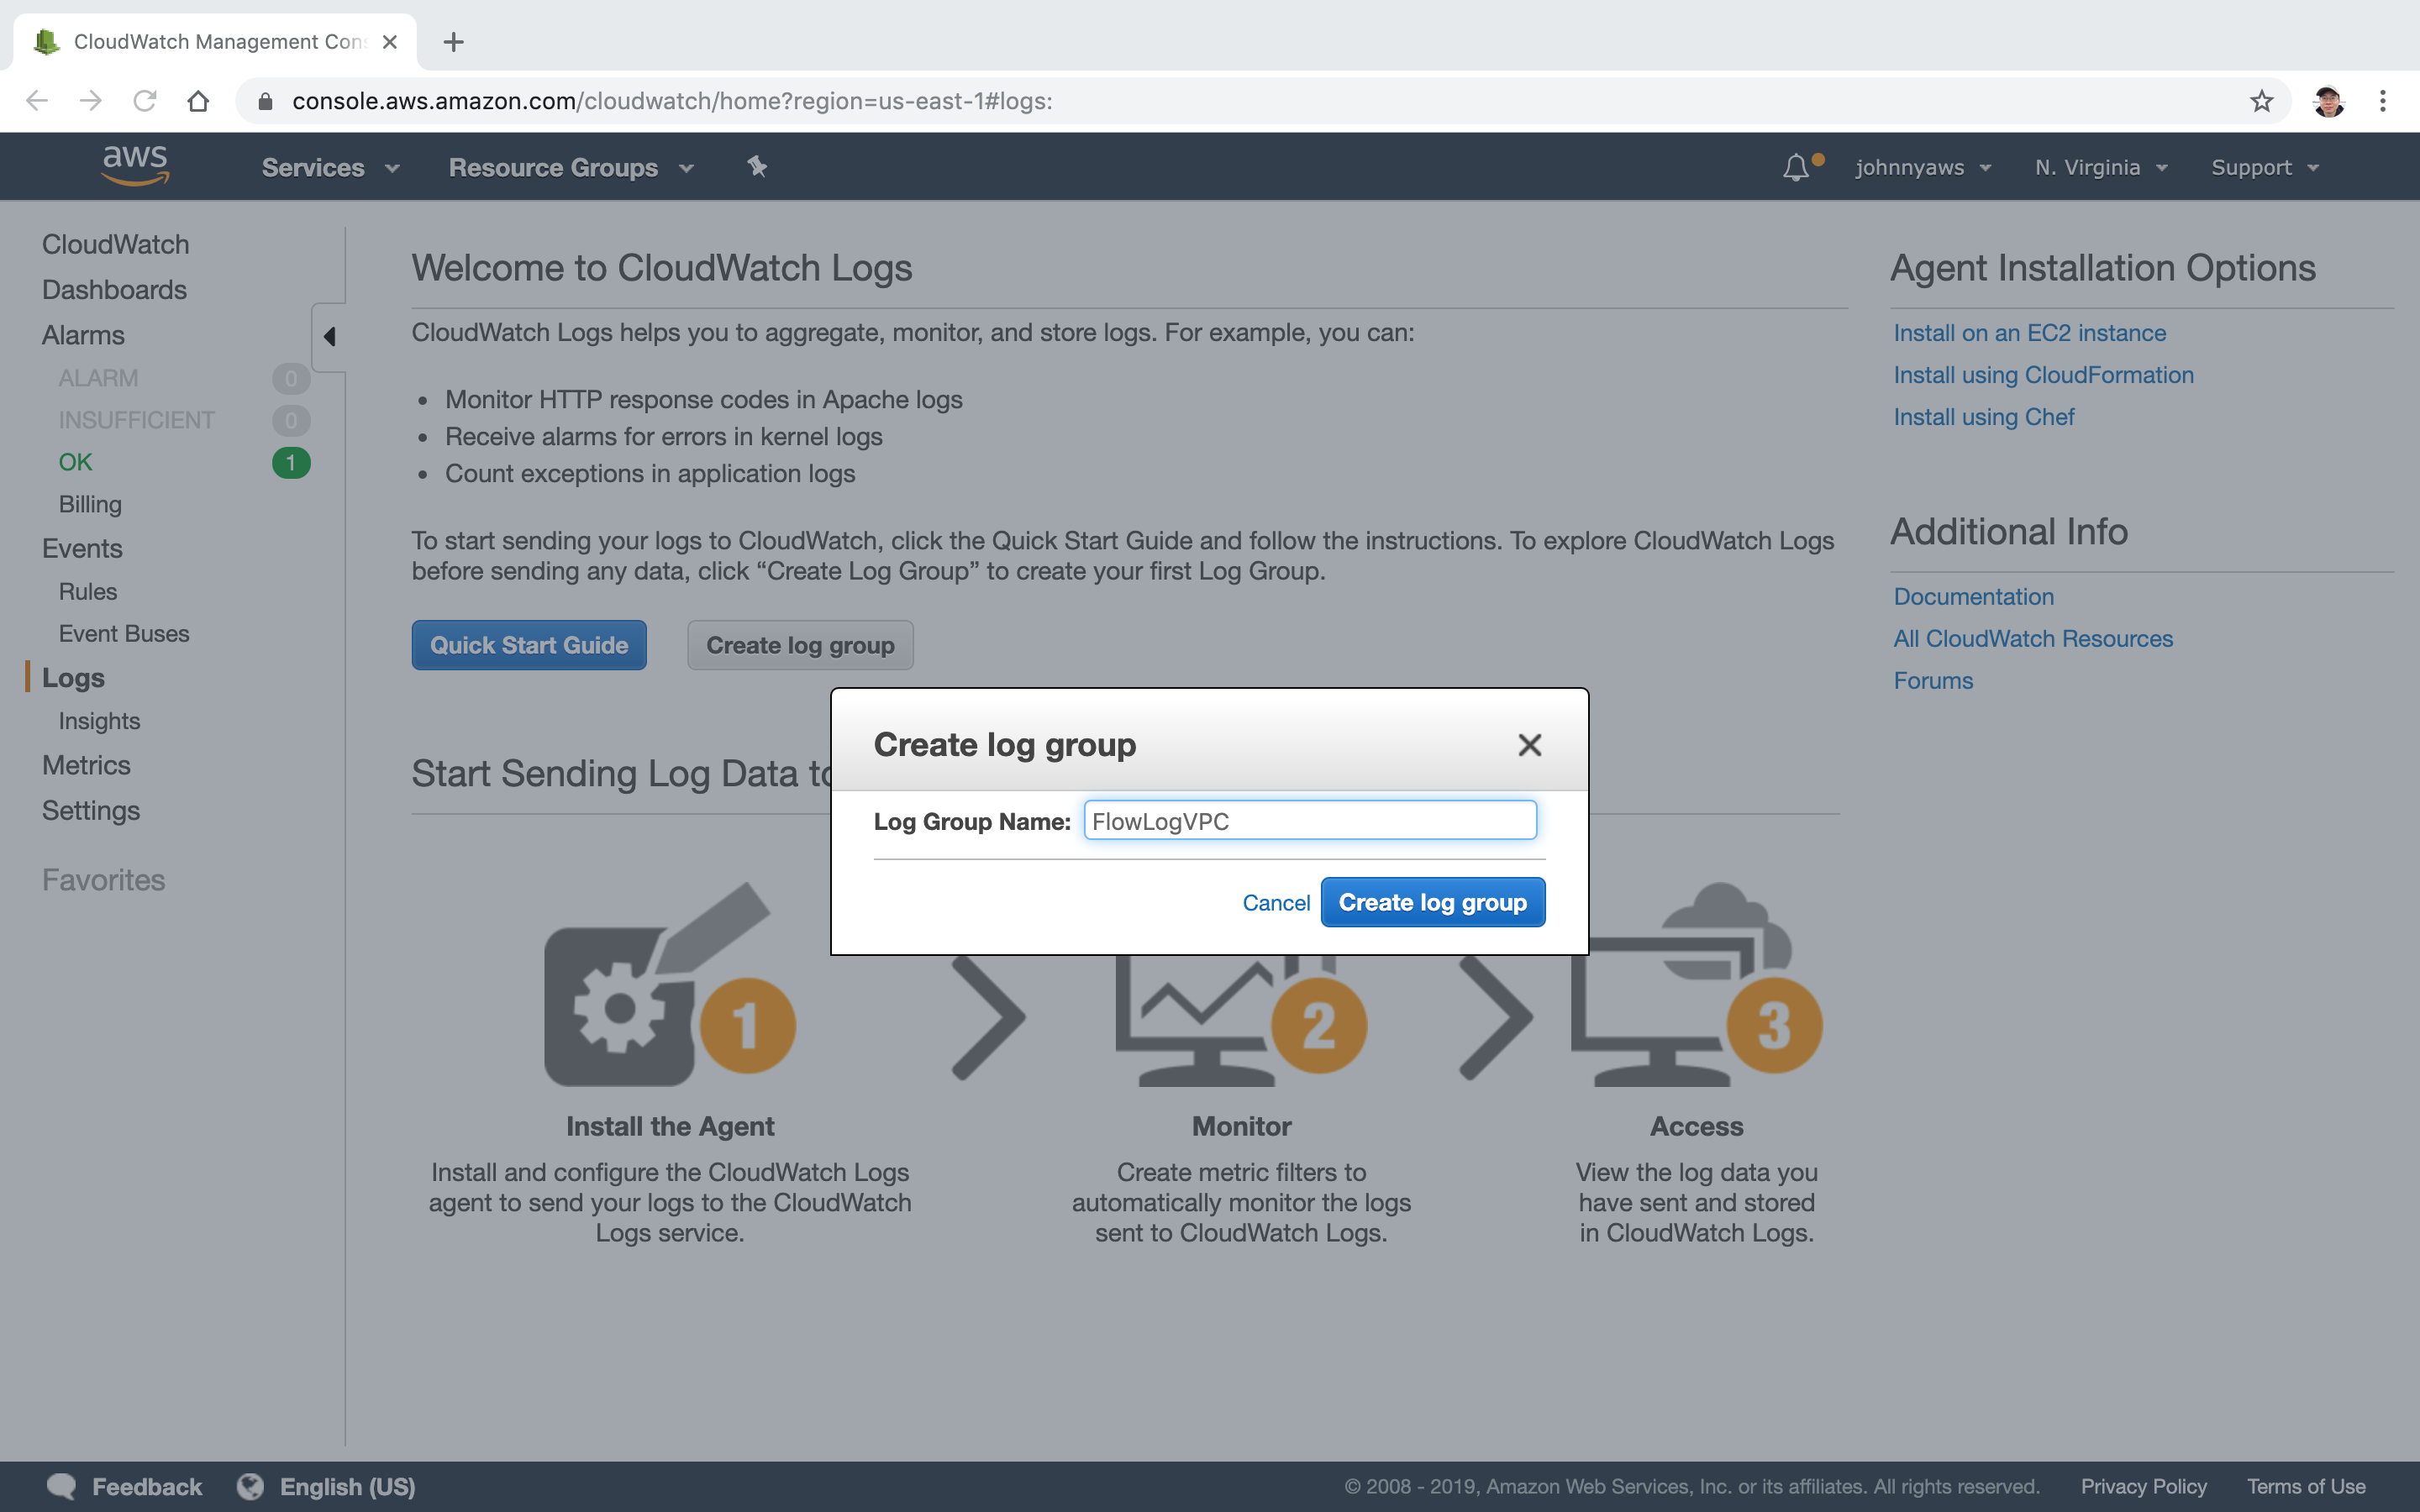 CloudWatch Management Con
console.aws.amazon.com/cloudwatch/home?region=us-east-1#logs:
aws
Services
Resource Groups
johnnyaws
N. Virginia
Support
CloudWatch
Dashboards
Alarms
ALARM 0
INSUFFICIENT 0
OK 1
Billing
Events
Rules
Event Buses
Logs
Insights
Metrics
Settings
Favorites
Welcome to CloudWatch Logs
CloudWatch Logs helps you to aggregate, monitor, and store logs. For example, you can:
• Monitor HTTP response codes in Apache logs
• Receive alarms for errors in kernel logs
• Count exceptions in application logs
To start sending your logs to CloudWatch, click the Quick Start Guide and follow the instructions. To explore CloudWatch Logs
before sending any data, click “Create Log Group” to create your first Log Group.
Quick Start Guide
Create log group
Start Sending Log Data to
Create log group
Log Group Name: FlowLogVPC
Cancel
Create log group
1
2
3
Install the Agent
Install and configure the CloudWatch Logs
agent to send your logs to the CloudWatch
Logs service.
Monitor
Create metric filters to
automatically monitor the logs
sent to CloudWatch Logs.
Access
View the log data you
have sent and stored
in CloudWatch Logs.
Agent Installation Options
Install on an EC2 instance
Install using CloudFormation
Install using Chef
Additional Info
Documentation
All CloudWatch Resources
Forums
Feedback
English (US)
© 2008 - 2019, Amazon Web Services, Inc. or its affiliates. All rights reserved.
Privacy Policy
Terms of Use